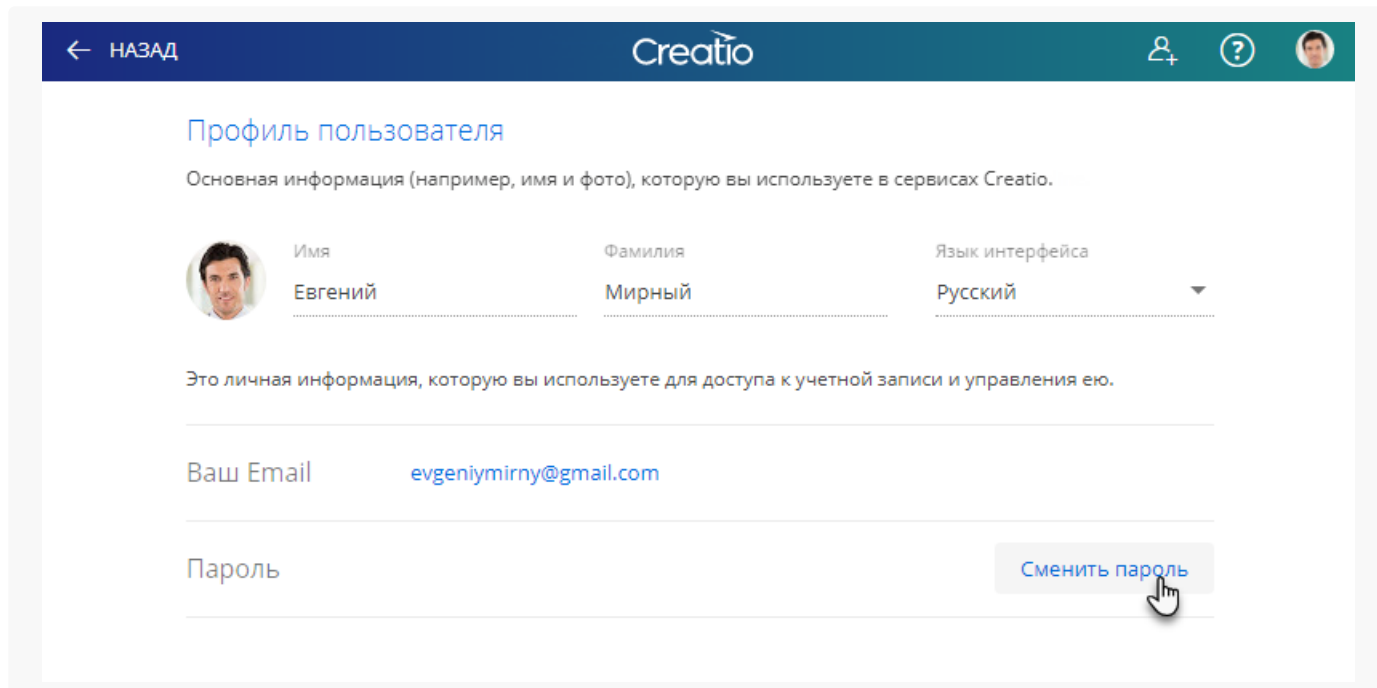 НАЗАД Creatio
Профиль пользователя
Основная информация (например, имя и фото), которую вы используете в сервисах Creatio.
Имя Фамилия Язык интерфейса
Евгений Мирный Русский
Это личная информация, которую вы используете для доступа к учетной записи и управления ею.
Ваш Email evgeniymirny@gmail.com
Пароль Сменить пароль